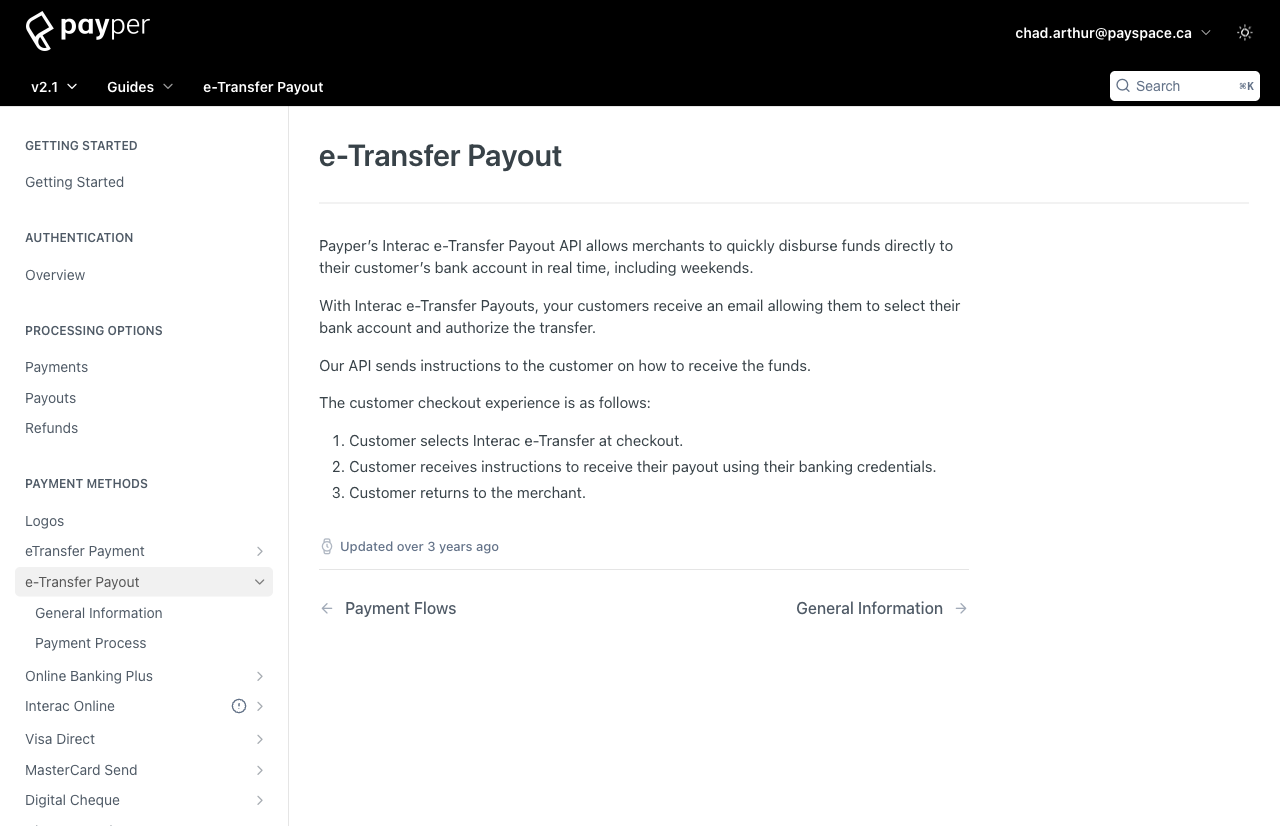 payper
chad.arthur@payspace.ca
v2.1
Guides
e-Transfer Payout
Search
⌘K
GETTING STARTED
Getting Started
AUTHENTICATION
Overview
PROCESSING OPTIONS
Payments
Payouts
Refunds
PAYMENT METHODS
Logos
eTransfer Payment
e-Transfer Payout
General Information
Payment Process
Online Banking Plus
Interac Online
Visa Direct
MasterCard Send
Digital Cheque
e-Transfer Payout
Payper’s Interac e-Transfer Payout API allows merchants to quickly disburse funds directly to
their customer’s bank account in real time, including weekends.
With Interac e-Transfer Payouts, your customers receive an email allowing them to select their
bank account and authorize the transfer.
Our API sends instructions to the customer on how to receive the funds.
The customer checkout experience is as follows:
1. Customer selects Interac e-Transfer at checkout.
2. Customer receives instructions to receive their payout using their banking credentials.
3. Customer returns to the merchant.
Updated over 3 years ago
← Payment Flows
General Information →